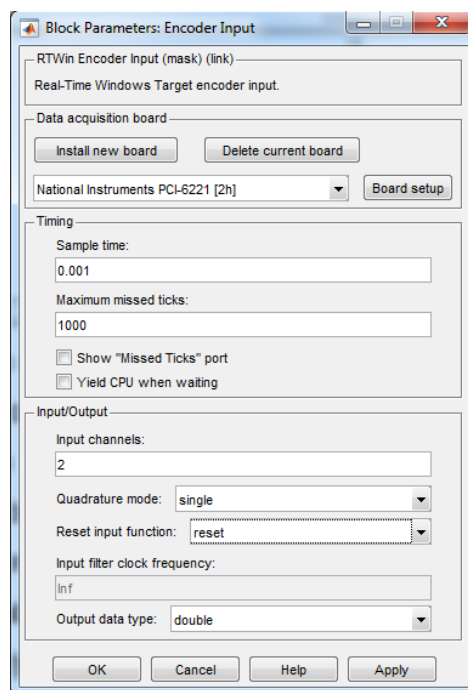 Block Parameters: Encoder Input
RTWin Encoder Input (mask) (link)
Real-Time Windows Target encoder input.
Data acquisition board
Install new board
Delete current board
National Instruments PCI-6221 [2h]
Board setup
Timing
Sample time:
0.001
Maximum missed ticks:
1000
Show "Missed Ticks" port
Yield CPU when waiting
Input/Output
Input channels:
2
Quadrature mode: single
Reset input function: reset
Input filter clock frequency:
Inf
Output data type: double
OK Cancel Help Apply